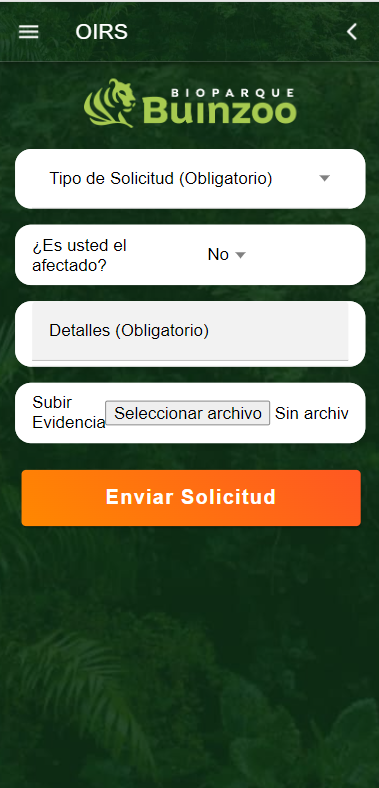 OIRS
BIOPARQUE
Buinzoo
Tipo de Solicitud (Obligatorio)
¿Es usted el
afectado?
No
Detalles (Obligatorio)
Subir
Evidencia
Seleccionar archivo Sin archiv
Enviar Solicitud